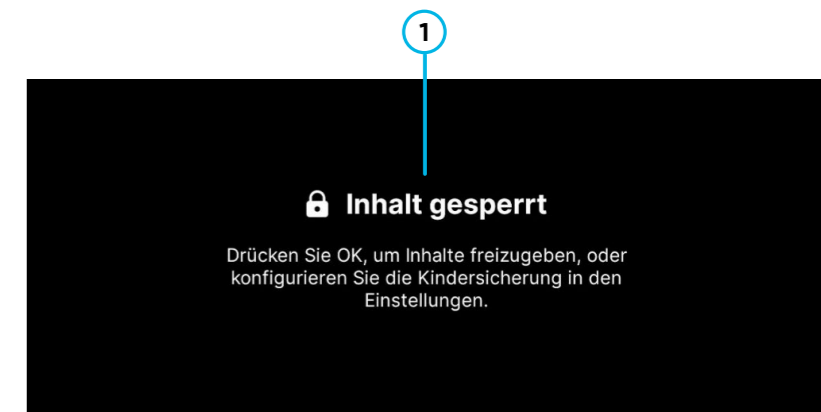 1
Inhalt gesperrt
Drücken Sie OK, um Inhalte freizugeben, oder
konfigurieren Sie die Kindersicherung in den
Einstellungen.